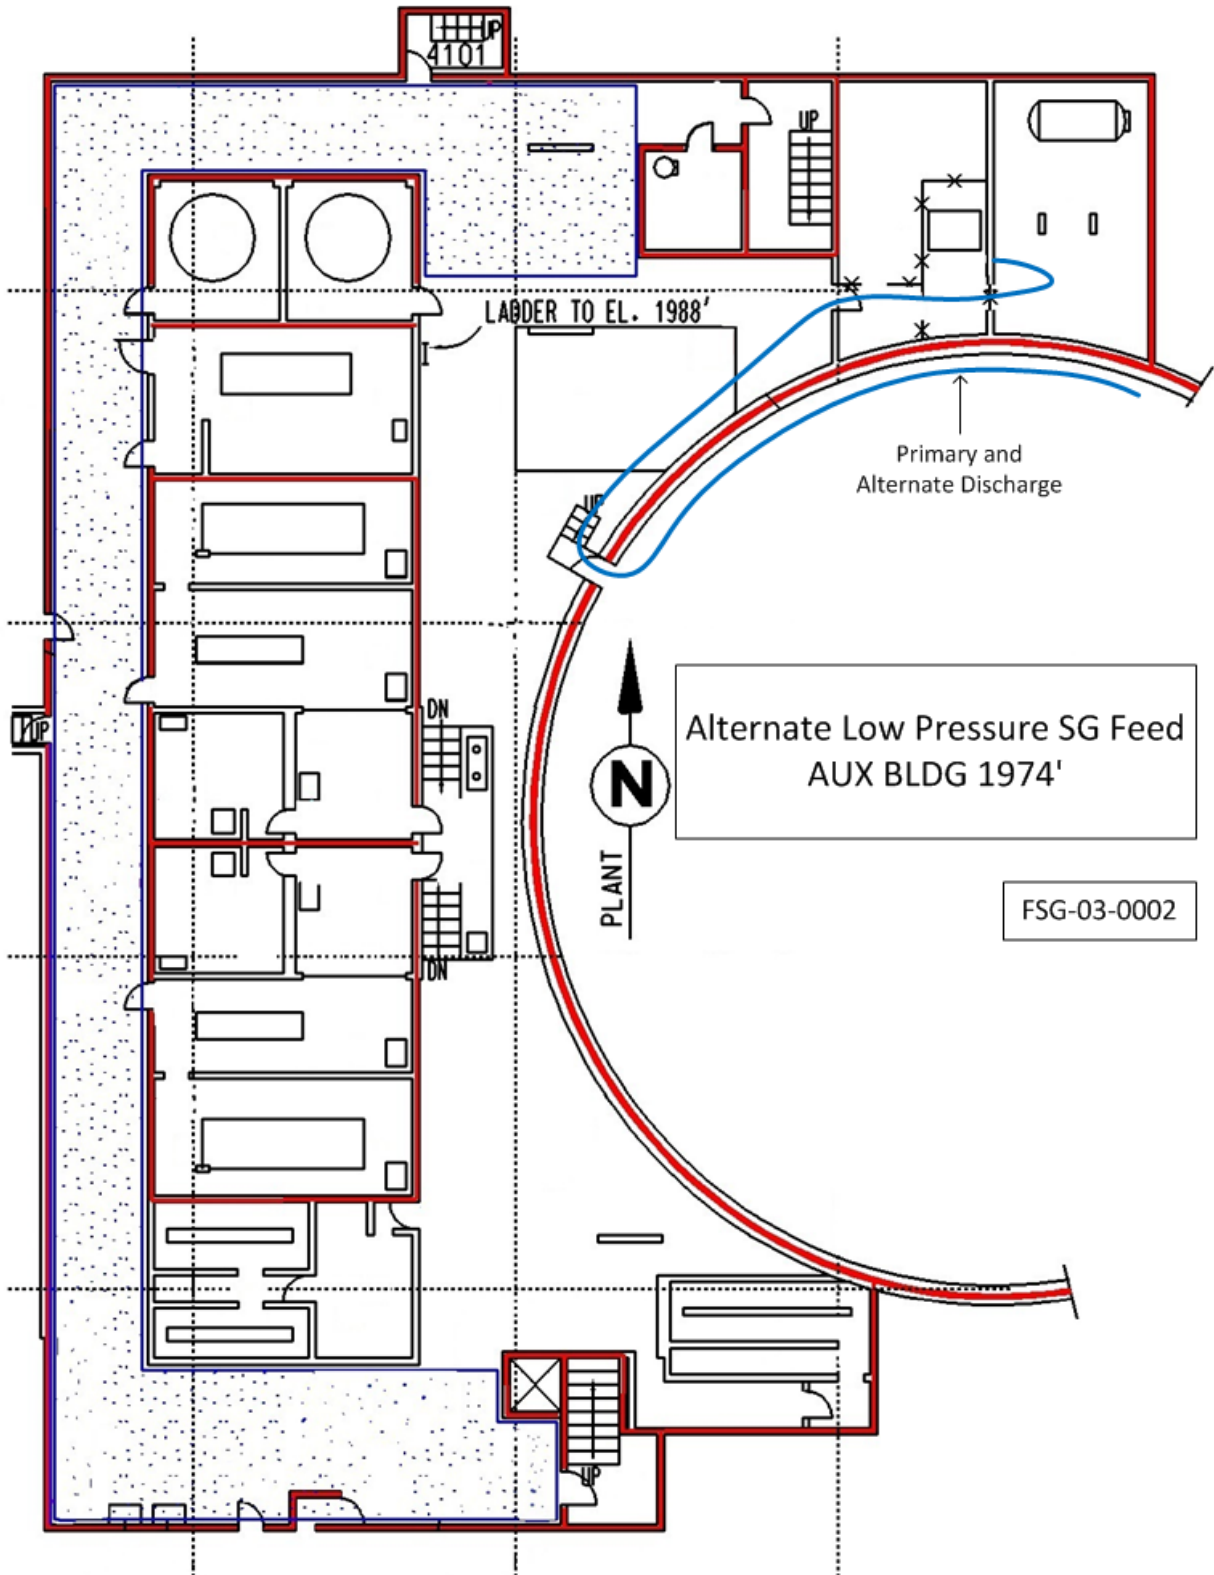 UP
4101
UP
LADDER TO EL. 1988'
Primary and
Alternate Discharge
UP
Alternate Low Pressure SG Feed
AUX BLDG 1974'
N
PLANT
DN
UP
FSG-03-0002
DN
UP